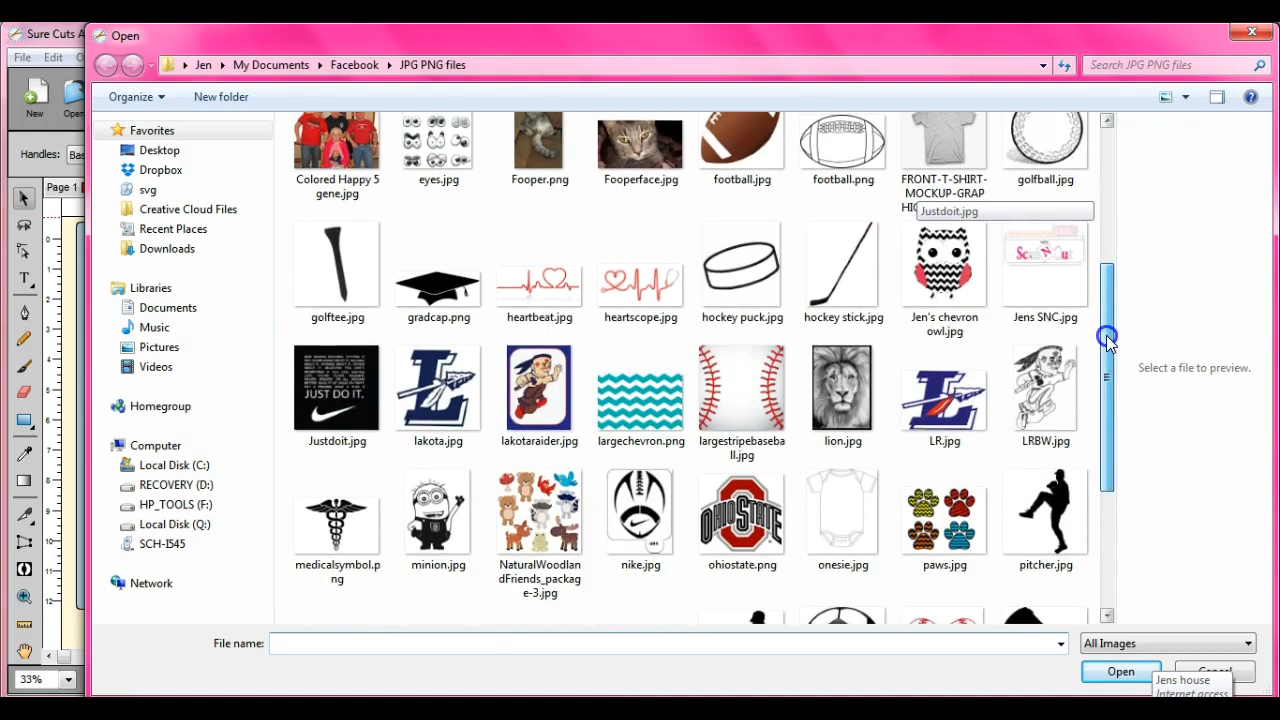 Sure Cuts A
Open
Jen
My Documents
Facebook
JPG PNG files
Search JPG PNG files
File
Edit
New
Open
Organize
New folder
Handles:
Bas
Page 1
33%
Favorites
Desktop
Dropbox
svg
Creative Cloud Files
Recent Places
Downloads
Libraries
Documents
Music
Pictures
Videos
Homegroup
Computer
Local Disk (C:)
RECOVERY (D:)
HP_TOOLS (F:)
Local Disk (Q:)
SCH-I545
Network
Colored Happy 5
gene.jpg
eyes.jpg
Fooper.png
Fooperface.jpg
football.jpg
football.png
FRONT-T-SHIRT-
MOCKUP-GRAP
HIC
golfball.jpg
Justdoit.jpg
golftee.jpg
gradcap.png
heartbeat.jpg
heartscope.jpg
hockey puck.jpg
hockey stick.jpg
Jen's chevron
owl.jpg
Jens SNC.jpg
JUST DO IT.
Justdoit.jpg
lakota.jpg
lakotaraider.jpg
largechevron.png
largestripebaseba
ll.jpg
lion.jpg
LR.jpg
LRBW.jpg
OHIO STATE
medicalsymbol.p
ng
minion.jpg
NaturalWoodlan
dFriends_packag
e-3.jpg
nike.jpg
ohiostate.png
onesie.jpg
paws.jpg
pitcher.jpg
Select a file to preview.
File name:
All Images
Open
Cancel
Jens house
Internet access